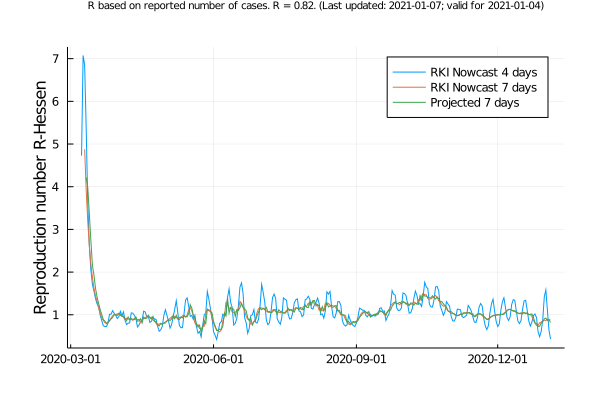 R based on reported number of cases. R = 0.82. (Last updated: 2021-01-07; valid for 2021-01-04)
RKI Nowcast 4 days
RKI Nowcast 7 days
Projected 7 days
Reproduction number R-Hessen
7
6
5
4
3
2
1
2020-03-01
2020-06-01
2020-09-01
2020-12-01